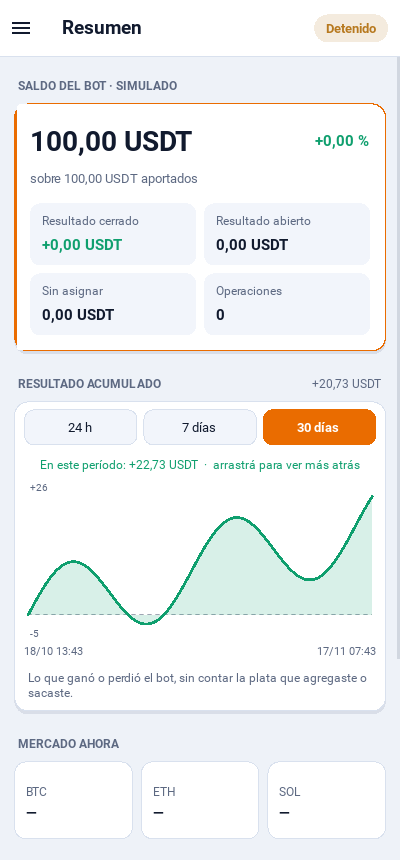 Resumen
Detenido
SALDO DEL BOT · SIMULADO
100,00 USDT
+0,00 %
sobre 100,00 USDT aportados
Resultado cerrado
+0,00 USDT
Resultado abierto
0,00 USDT
Sin asignar
0,00 USDT
Operaciones
0
RESULTADO ACUMULADO
+20,73 USDT
24 h
7 días
30 días
En este período: +22,73 USDT · arrastrá para ver más atrás
+26
-5
18/10 13:43
17/11 07:43
Lo que ganó o perdió el bot, sin contar la plata que agregaste o
sacaste.
MERCADO AHORA
BTC
—
ETH
—
SOL
—